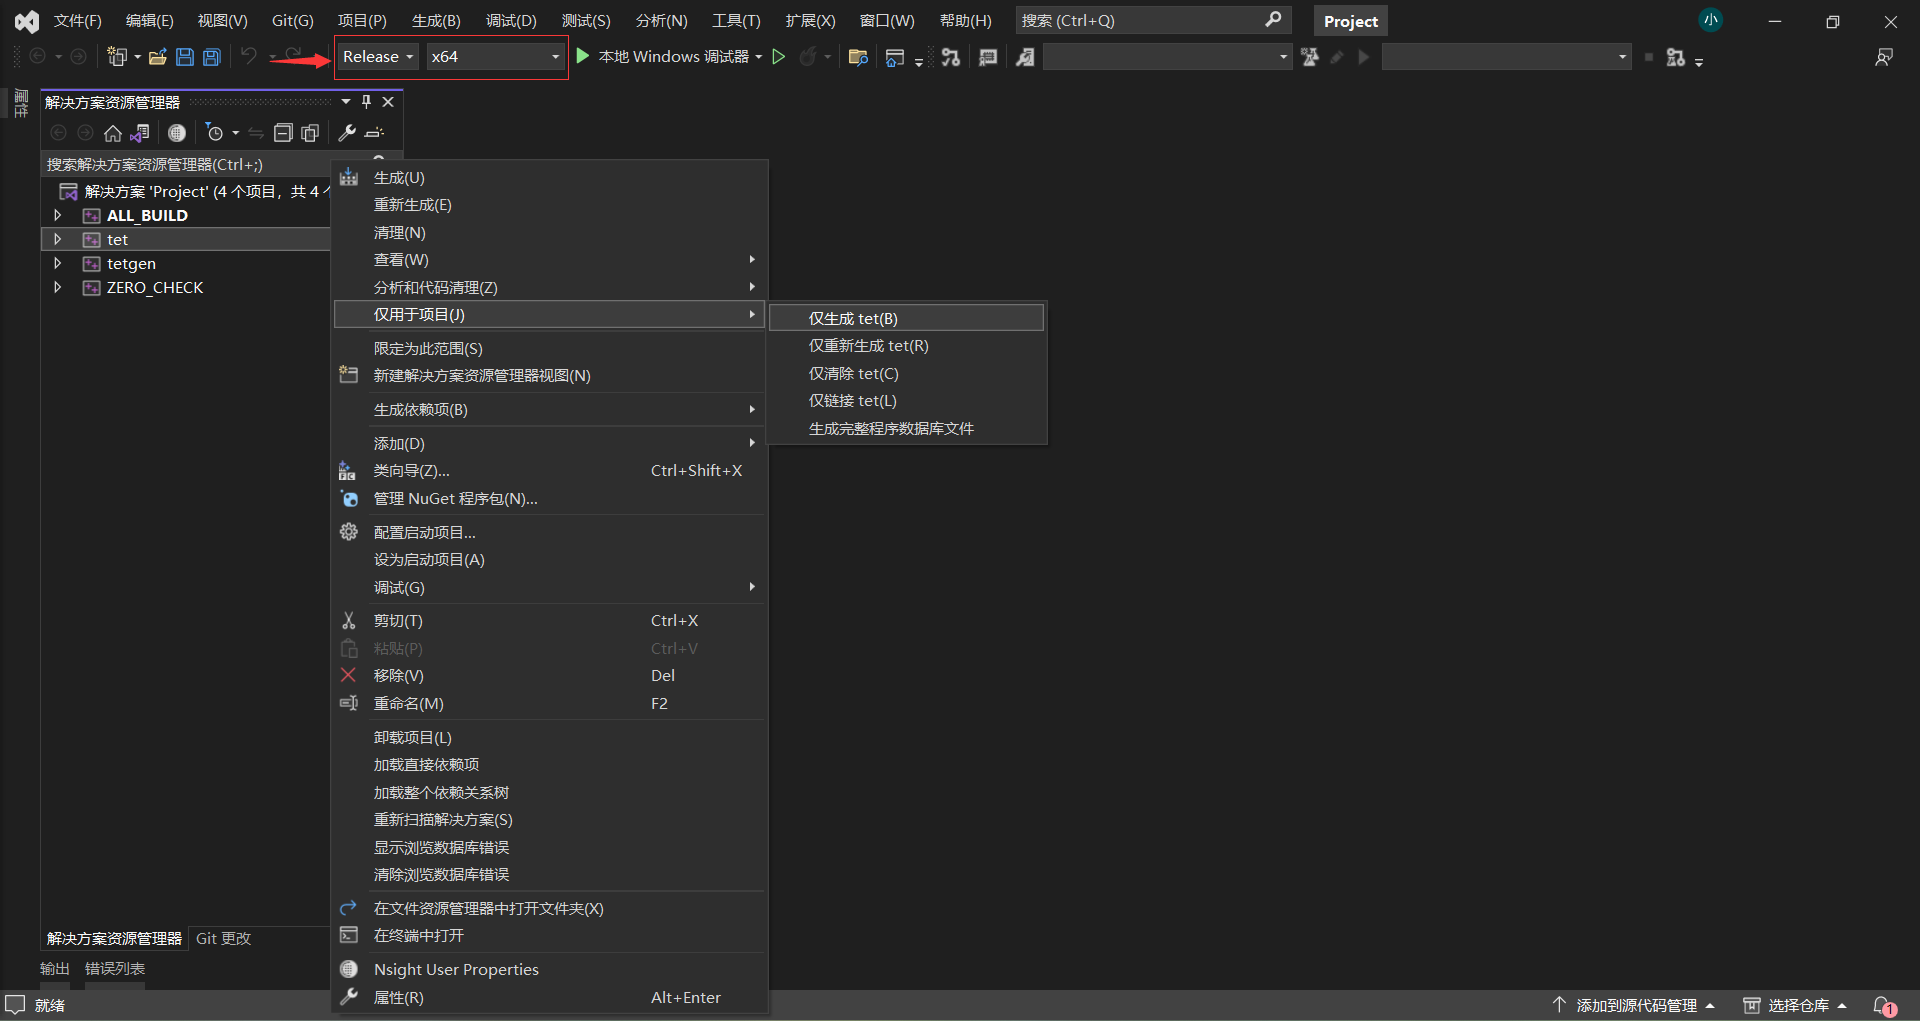 文件(F) 编辑(E) 视图(V) Git(G) 项目(P) 生成(B) 调试(D) 测试(S) 分析(N) 工具(T) 扩展(X) 窗口(W) 帮助(H) 搜索 (Ctrl+Q) Project 小
Release x64 本地 Windows 调试器
属性
解决方案资源管理器
搜索解决方案资源管理器(Ctrl+;)
解决方案 'Project' (4 个项目, 共 4 个
ALL_BUILD
tet
tetgen
ZERO_CHECK
生成(U)
重新生成(E)
清理(N)
查看(W)
分析和代码清理(Z)
仅用于项目(J)
限定为此范围(S)
新建解决方案资源管理器视图(N)
生成依赖项(B)
添加(D)
类向导(Z)... Ctrl+Shift+X
管理 NuGet 程序包(N)...
配置启动项目...
设为启动项目(A)
调试(G)
剪切(T) Ctrl+X
粘贴(P) Ctrl+V
移除(V) Del
重命名(M) F2
卸载项目(L)
加载直接依赖项
加载整个依赖关系树
重新扫描解决方案(S)
显示浏览数据库错误
清除浏览数据库错误
在文件资源管理器中打开文件夹(X)
在终端中打开
Nsight User Properties
属性(R) Alt+Enter
仅生成 tet(B)
仅重新生成 tet(R)
仅清除 tet(C)
仅链接 tet(L)
生成完整程序数据库文件
解决方案资源管理器 Git 更改
输出 错误列表
就绪 添加到源代码管理 选择仓库 1